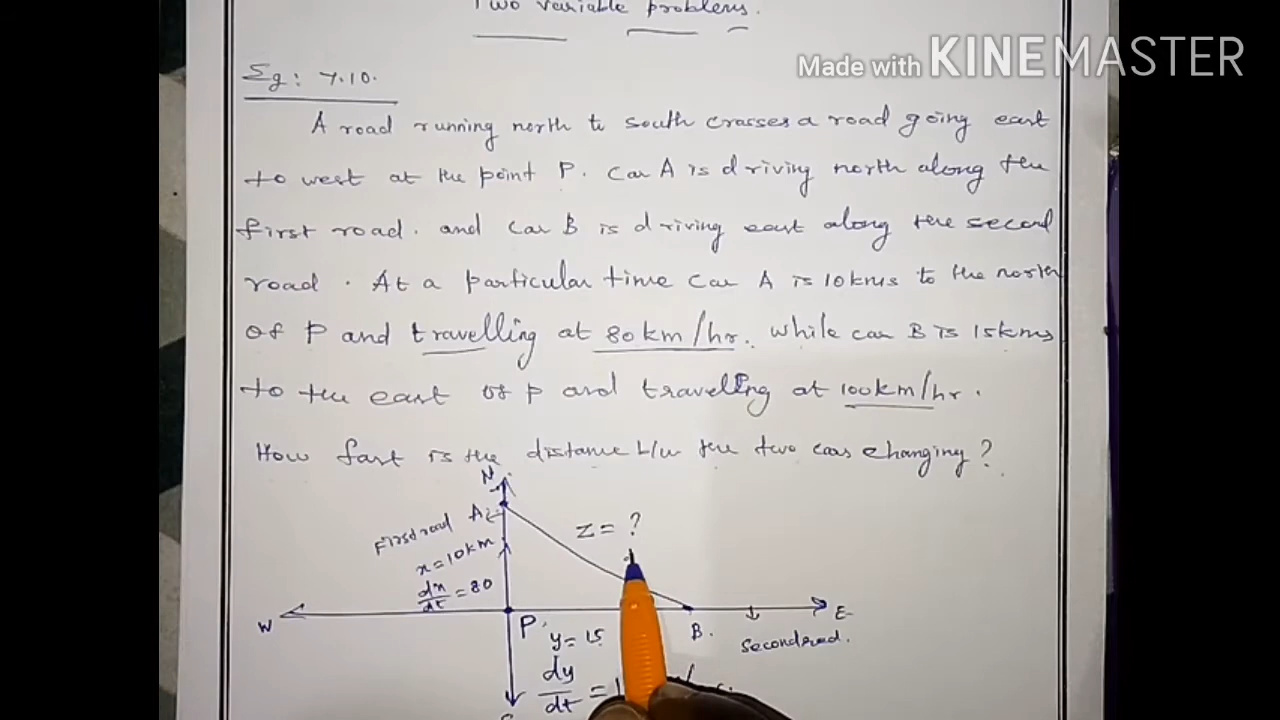 Two variable problems.
Made with KINEMASTER
Eg: 7.10.
A road running north to south crasses a road going east
to west at the point P. Car A is driving north along the
first road. and Car B is driving east along the second
road. At a particular time Car A is 10kms to the north
of P and travelling at 80km/hr. while car B is 15kms
to the east of P and traveling at 100km/hr.
How fast is the distance b/w the two cars changing?
N
First road A
x=10km
dx/dt = 80
z = ?
W
P
E
y = 15
B.
Second road.
dy/dt = 1